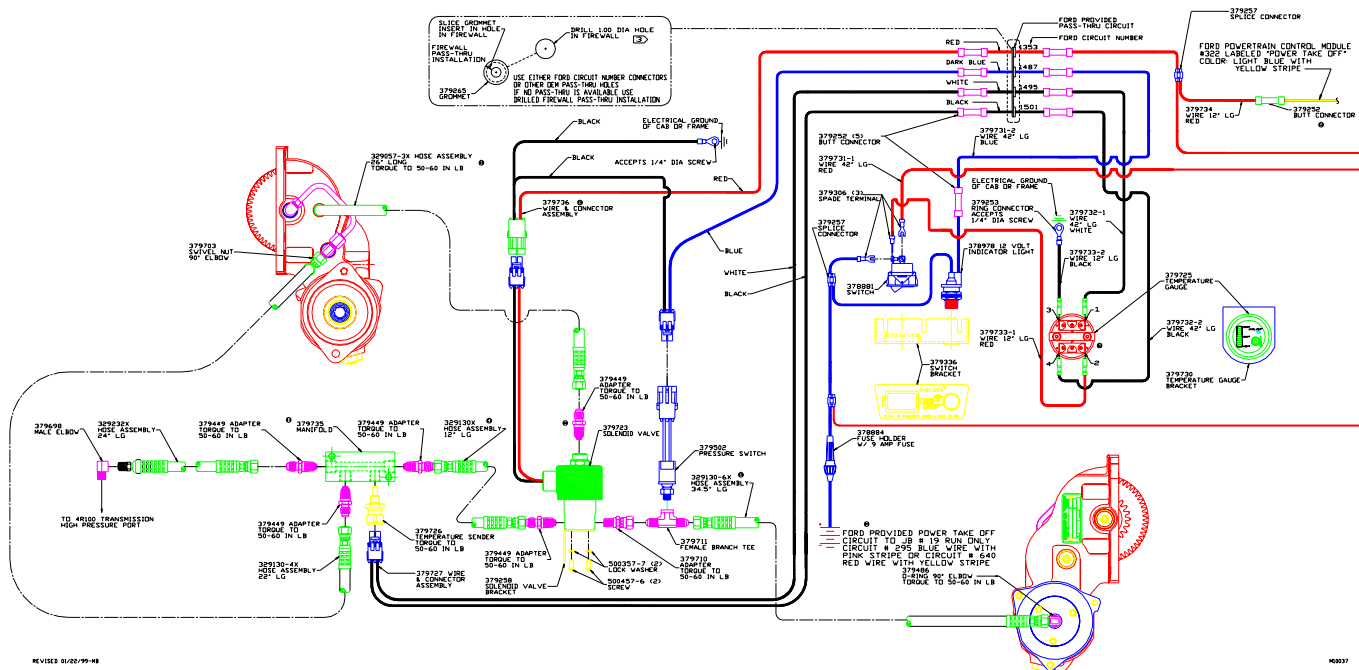 SLICE GROMMET
INSERT IN HOLE
IN FIREWALL
FIREWALL
PASS-THRU
INSTALLATION
379265
GROMMET
DRILL 1.00 DIA HOLE
IN FIREWALL
3
USE EITHER FORD CIRCUIT NUMBER CONNECTORS
OR OTHER OEM PASS-THRU HOLES
IF NO PASS-THRU IS AVAILABLE USE
DRILLED FIREWALL PASS-THRU INSTALLATION
FORD PROVIDED
PASS-THRU CIRCUIT
FORD CIRCUIT NUMBER
RED
353
DARK BLUE
487
WHITE
495
BLACK
501
379257
SPLICE CONNECTOR
FORD POWERTRAIN CONTROL MODULE
#322 LABELED "POWER TAKE OFF"
COLOR: LIGHT BLUE WITH
YELLOW STRIPE
379734
WIRE 12" LG
RED
379252
BUTT CONNECTOR
BLACK
ELECTRICAL GROUND
OF CAB OR FRAME
ACCEPTS 1/4" DIA SCREW
BLACK
RED
329057-3X HOSE ASSEMBLY
26" LONG
TORQUE TO 50-60 IN LB
379736
WIRE & CONNECTOR
ASSEMBLY
379703
SWIVEL NUT
90° ELBOW
379252 (5)
BUTT CONNECTOR
379731-2
WIRE 42" LG
BLUE
379731-1
WIRE 42" LG
RED
379306 (3)
SPADE TERMINAL
379257
SPLICE
CONNECTOR
ELECTRICAL GROUND
OF CAB OR FRAME
379253
RING CONNECTOR
ACCEPTS
1/4" DIA SCREW
379732-1
WIRE
42" LG
WHITE
378978 12 VOLT
INDICATOR LIGHT
379733-2
WIRE 12" LG
BLACK
378881
SWITCH
BLUE
WHITE
BLACK
379725
TEMPERATURE
GAUGE
3
1
4
2
379733-1
WIRE 12" LG
RED
379732-2
WIRE 42" LG
BLACK
379336
SWITCH
BRACKET
379730
TEMPERATURE GAUGE
BRACKET
379449
ADAPTER
TORQUE TO
50-60 IN LB
379698
MALE ELBOW
329232X
HOSE ASSEMBLY
24" LG
379449 ADAPTER
TORQUE TO
50-60 IN LB
379735
MANIFOLD
379449 ADAPTER
TORQUE TO
50-60 IN LB
329130X
HOSE ASSEMBLY
12" LG
379723
SOLENOID VALVE
379502
PRESSURE SWITCH
378884
FUSE HOLDER
W/ 9 AMP FUSE
329130-6X
HOSE ASSEMBLY
34.5" LG
TO 4R100 TRANSMISSION
HIGH PRESSURE PORT
379449 ADAPTER
TORQUE TO
50-60 IN LB
379726
TEMPERATURE SENDER
TORQUE TO
50-60 IN LB
379449 ADAPTER
TORQUE TO
50-60 IN LB
379711
FEMALE BRANCH TEE
379710
ADAPTER
TORQUE TO
50-60 IN LB
329130-4X
HOSE ASSEMBLY
22" LG
379727 WIRE
& CONNECTOR
ASSEMBLY
379258
SOLENOID VALVE
BRACKET
500357-7 (2)
LOCK WASHER
500457-6 (2)
SCREW
FORD PROVIDED POWER TAKE OFF
CIRCUIT TO JB # 19 RUN ONLY
CIRCUIT # 295 BLUE WIRE WITH
PINK STRIPE OR CIRCUIT # 640
RED WIRE WITH YELLOW STRIPE
379486
O-RING 90° ELBOW
TORQUE TO 50-60 IN LB
REVISED 01/22/99-MB
M10037